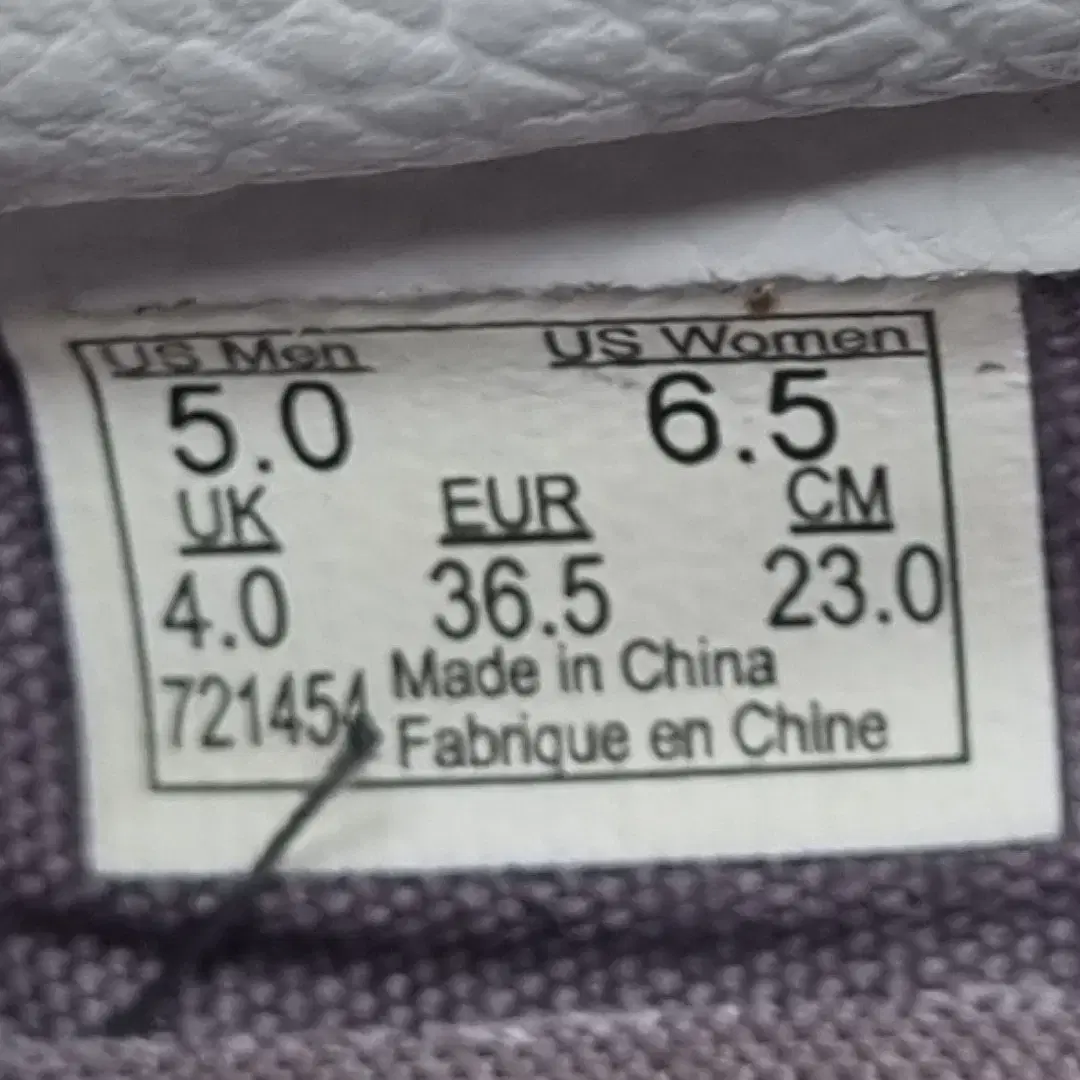 US Men US Women
5.0 6.5
UK EUR CM
4.0 36.5 23.0
721454 Made in China
Fabrique en Chine